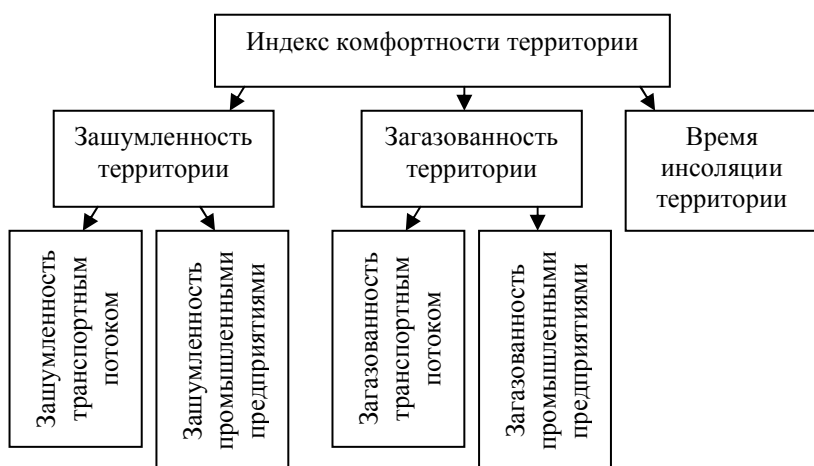 Индекс комфортности территории
Зашумленность
территории
Загазованность
территории
Время
инсоляции
территории
Зашумленность
транспортным
потоком
Зашумленность
промышленными
предприятиями
Загазованность
транспортным
потоком
Загазованность
промышленными
предприятиями